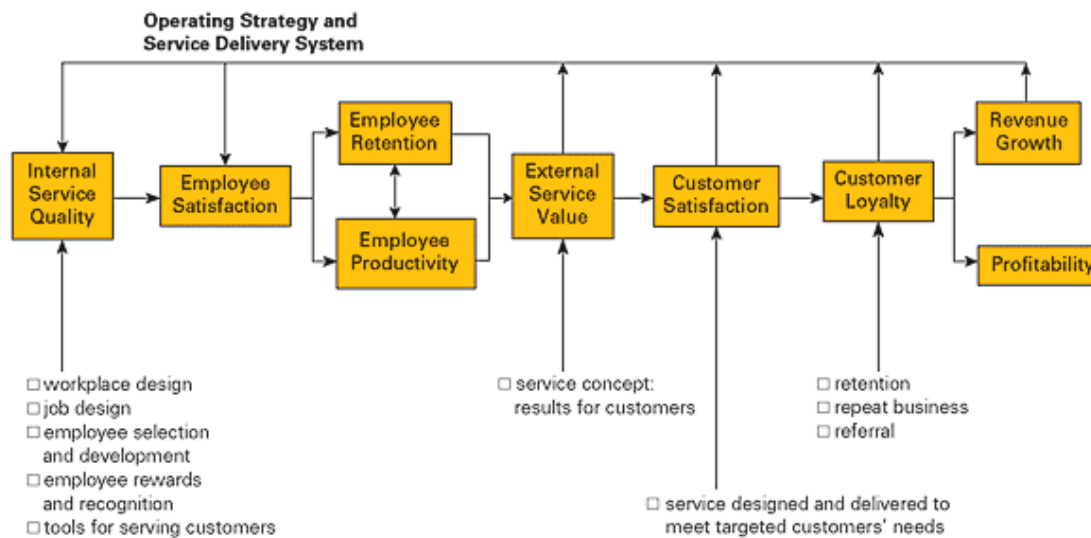 Operating Strategy and
Service Delivery System
Employee
Retention
Revenue
Growth
Internal
Service
Quality
Employee
Satisfaction
External
Service
Value
Customer
Satisfaction
Customer
Loyalty
Employee
Productivity
Profitability
□ workplace design
□ job design
□ employee selection
and development
□ employee rewards
and recognition
□ tools for serving customers
□ service concept:
results for customers
□ retention
□ repeat business
□ referral
□ service designed and delivered to
meet targeted customers' needs